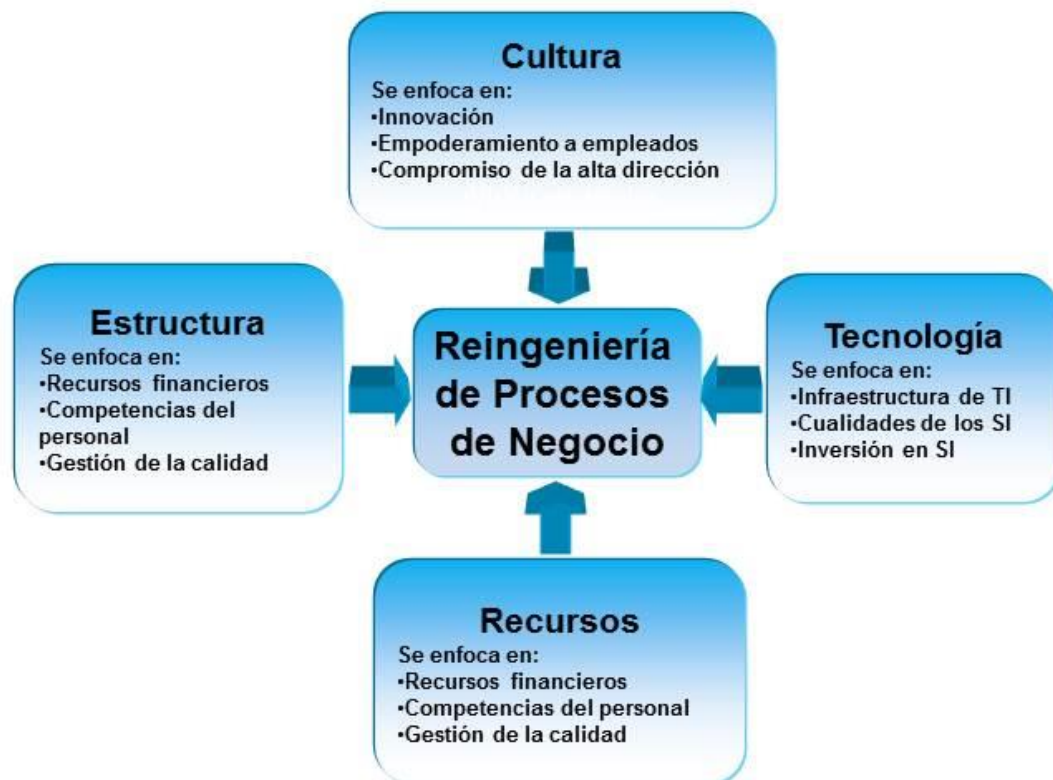 Cultura
Se enfoca en:
•Innovación
•Empoderamiento a empleados
•Compromiso de la alta dirección
Estructura
Se enfoca en:
•Recursos financieros
•Competencias del
personal
•Gestión de la calidad
Reingeniería
de Procesos
de Negocio
Tecnología
Se enfoca en:
•Infraestructura de TI
•Cualidades de los SI
•Inversión en SI
Recursos
Se enfoca en:
•Recursos financieros
•Competencias del personal
•Gestión de la calidad